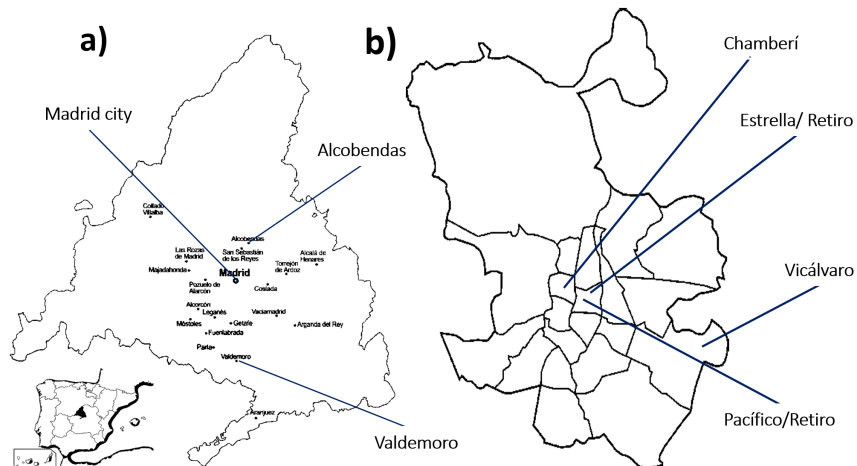 a)
b)
Chamberí
Madrid city
Estrella/ Retiro
Alcobendas
Collado
Villalba
Alcobendas
Las Rozas
de Madrid
San Sebastián
de los Reyes
Alcalá de
Henares
Majadahonda
Madrid
Torrejón
de Ardoz
Vicálvaro
Pozuelo de
Alarcón
Coslada
Alcorcón
Leganés
Vaciamadrid
Móstoles
Getafe
Arganda del Rey
Fuenlabrada
Parla
Valdemoro
Aranjuez
Pacífico/Retiro
Valdemoro